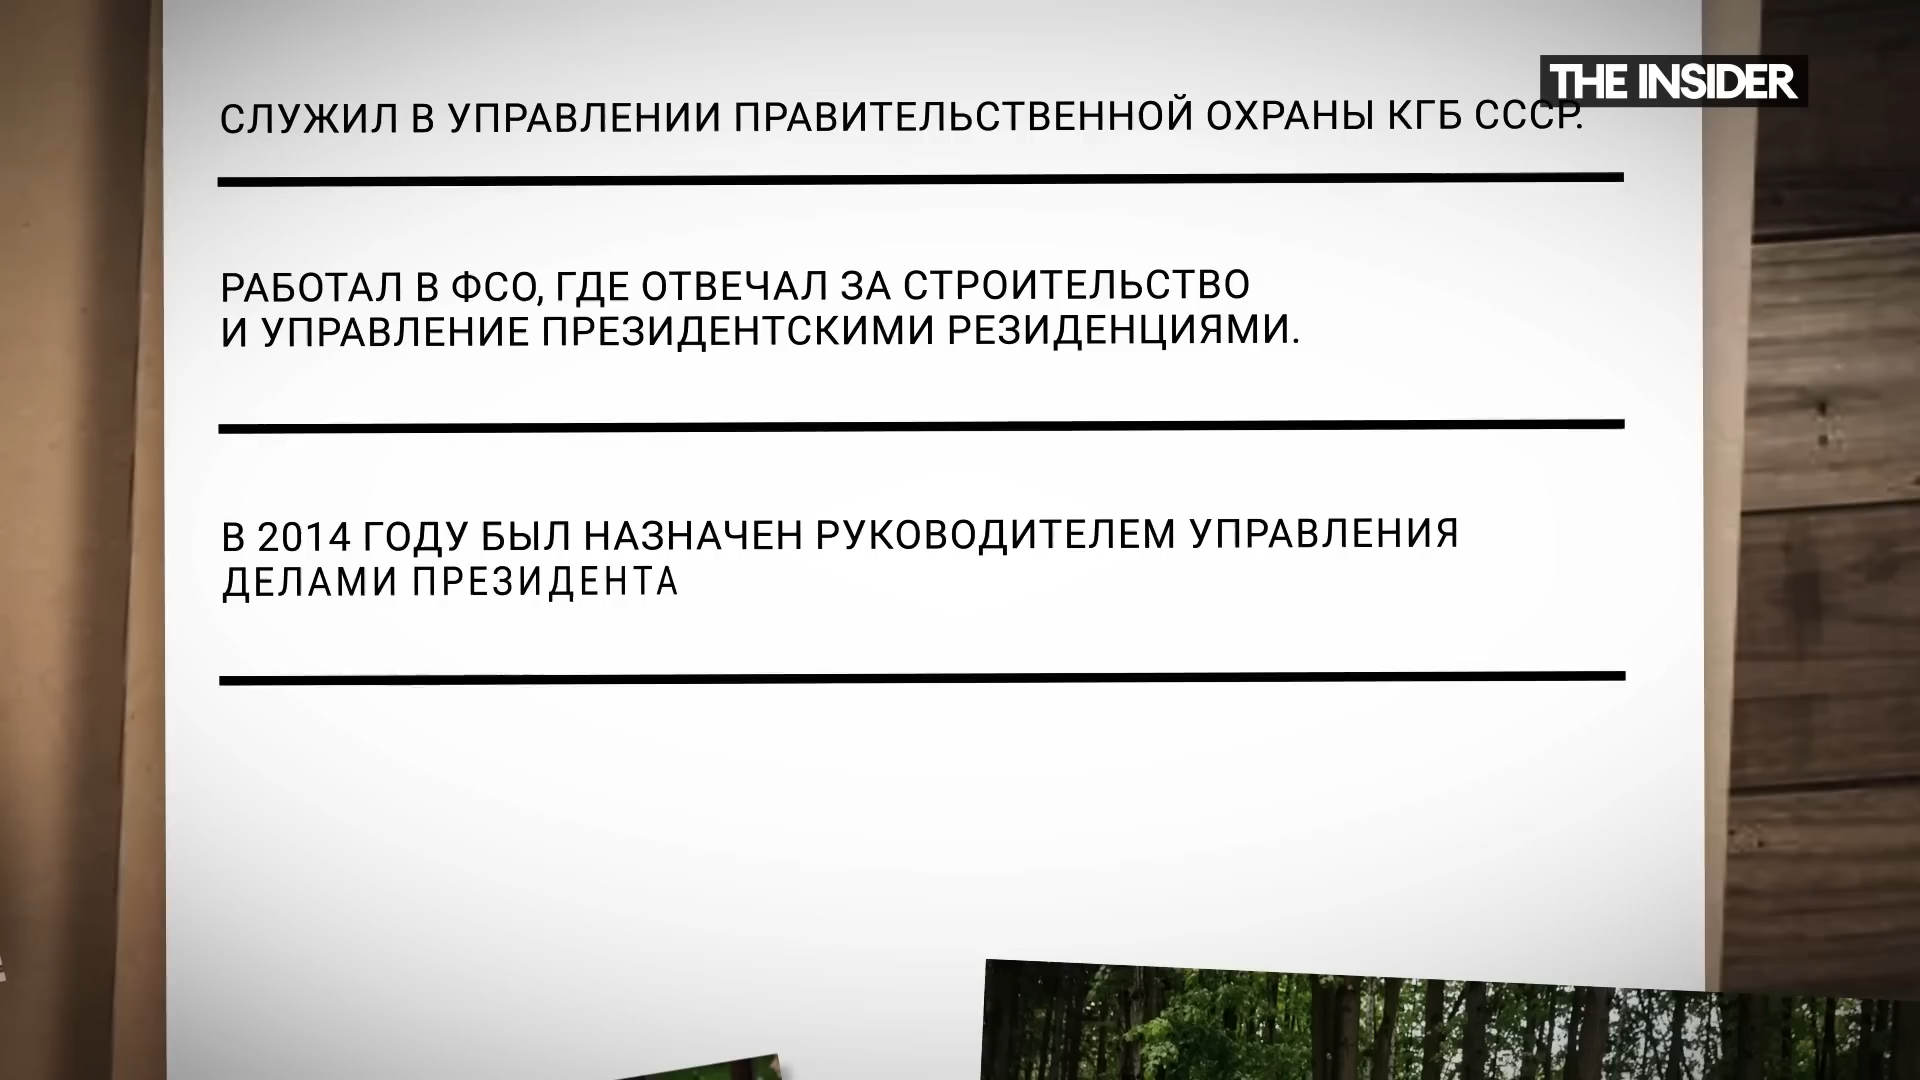 THE INSIDER
СЛУЖИЛ В УПРАВЛЕНИИ ПРАВИТЕЛЬСТВЕННОЙ ОХРАНЫ КГБ СССР.
РАБОТАЛ В ФСО, ГДЕ ОТВЕЧАЛ ЗА СТРОИТЕЛЬСТВО
И УПРАВЛЕНИЕ ПРЕЗИДЕНТСКИМИ РЕЗИДЕНЦИЯМИ.
В 2014 ГОДУ БЫЛ НАЗНАЧЕН РУКОВОДИТЕЛЕМ УПРАВЛЕНИЯ
ДЕЛАМИ ПРЕЗИДЕНТА